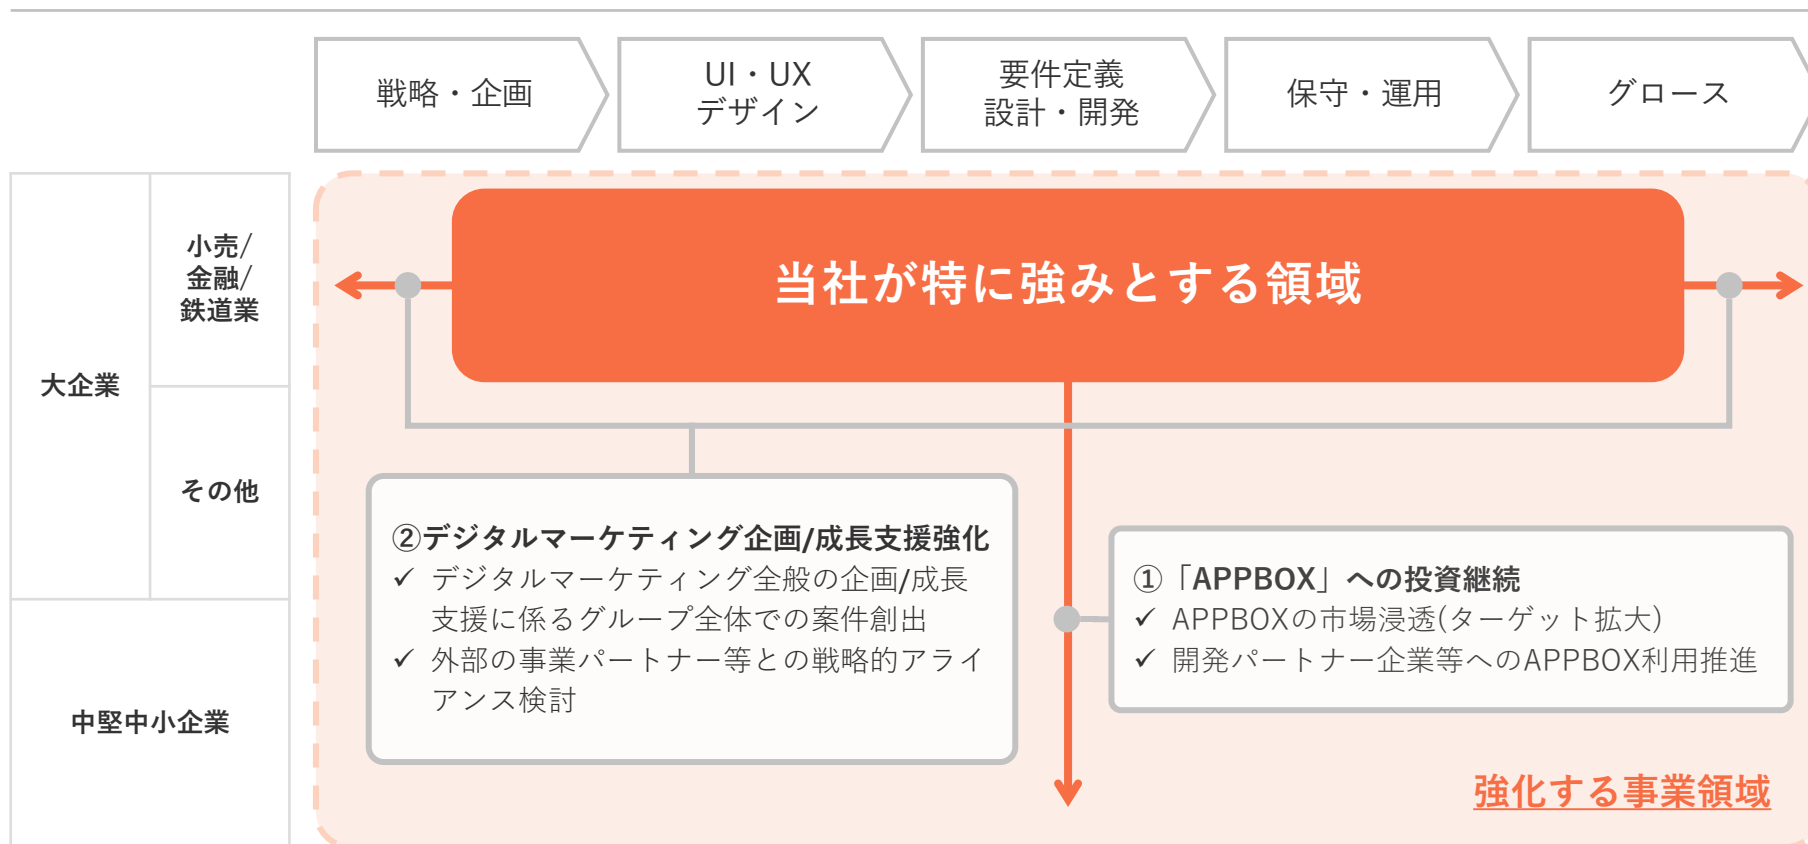 戦略・企画
UI・UX
デザイン
要件定義
設計・開発
保守・運用
グロース
大企業
小売/
金融/
鉄道業
当社が特に強みとする領域
その他
②デジタルマーケティング企画/成長支援強化
✓ デジタルマーケティング全般の企画/成長
支援に係るグループ全体での案件創出
✓ 外部の事業パートナー等との戦略的アライ
アンス検討
①「APPBOX」への投資継続
✓ APPBOXの市場浸透(ターゲット拡大)
✓ 開発パートナー企業等へのAPPBOX利用推進
中堅中小企業
強化する事業領域